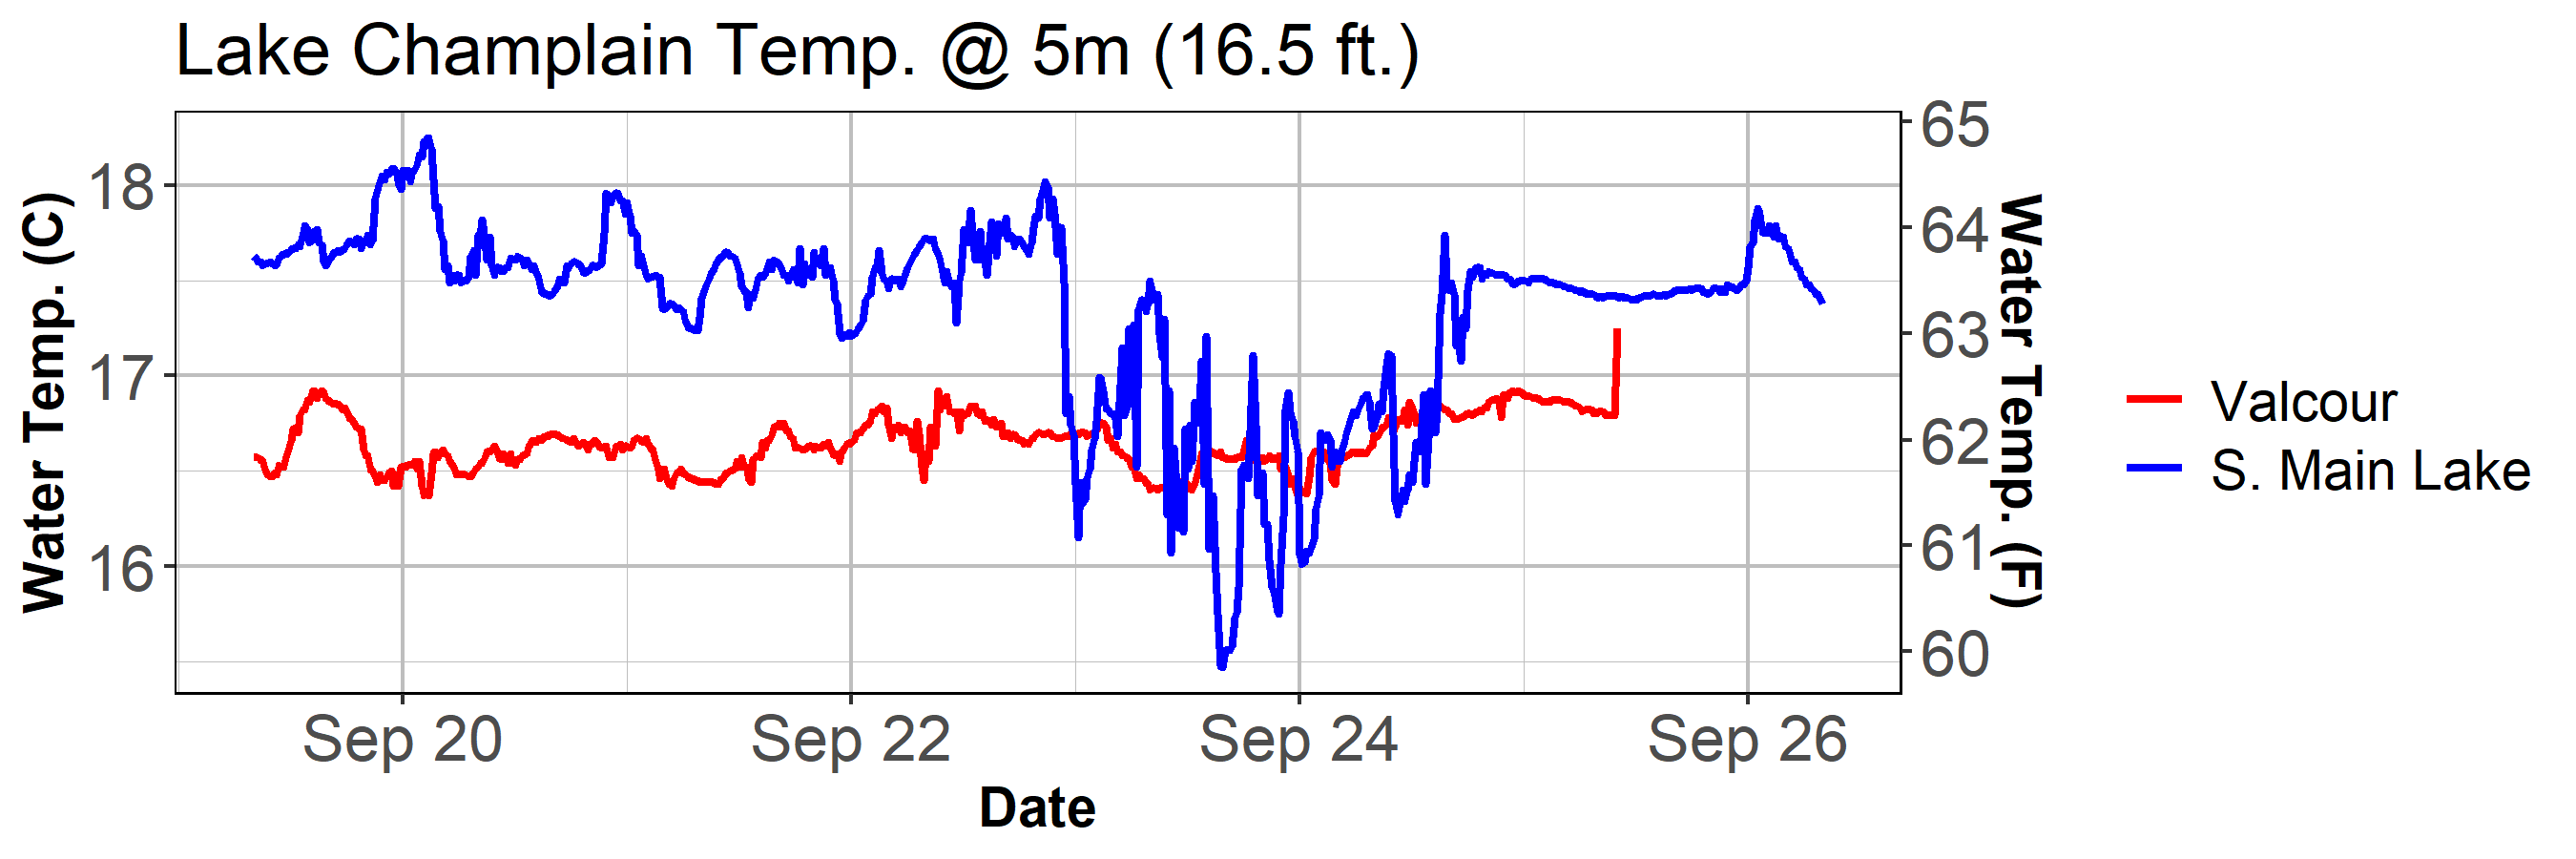 Lake Champlain Temp. @ 5m (16.5 ft.)
Water Temp. (C)
18
17
16
65
64
63
62
61
60
Water Temp. (F)
Sep 20
Sep 22
Sep 24
Sep 26
Date
Valcour
S. Main Lake